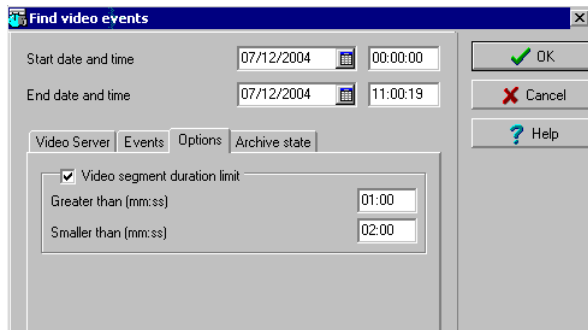 Find video events
Start date and time 07/12/2004 00:00:00
OK
End date and time 07/12/2004 11:00:19
Cancel
Help
Video Server Events Options Archive state
Video segment duration limit
Greater than (mm:ss) 01:00
Smaller than (mm:ss) 02:00